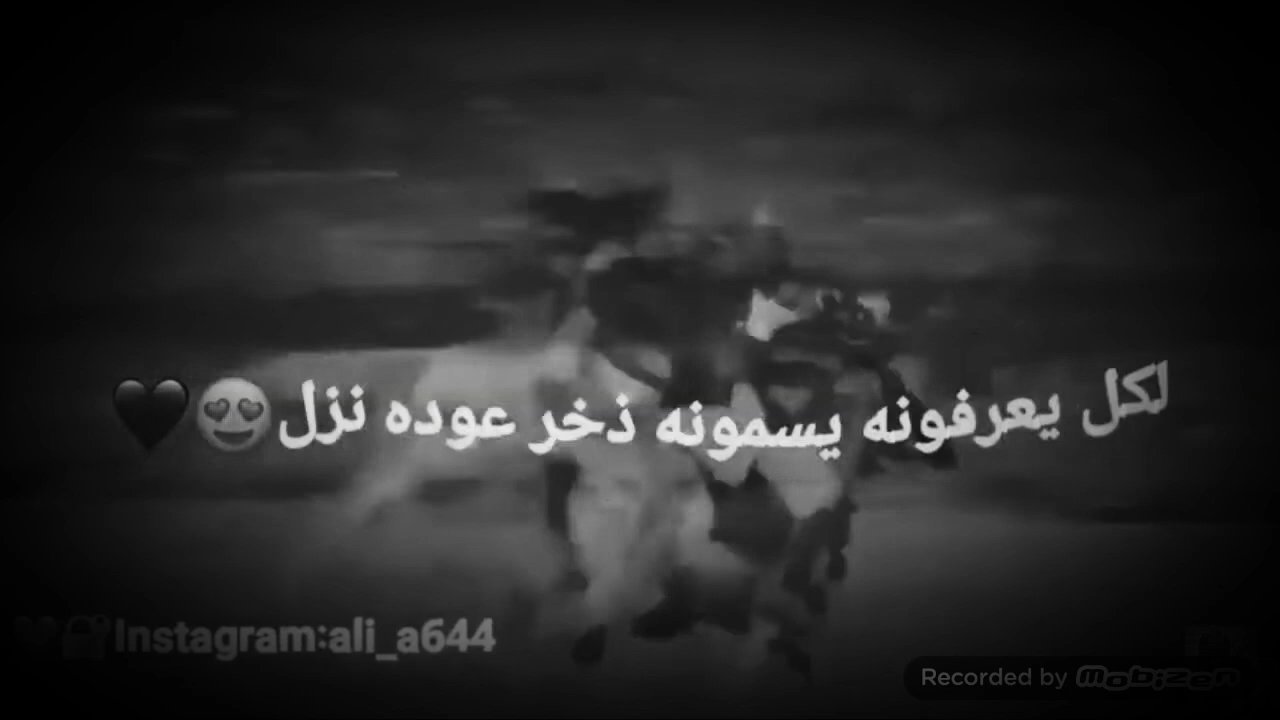 لكل يعرفونه يسمونه ذخر عوده نزل😍🖤
🖤🔐Instagram:ali_a644
Recorded by mobizen